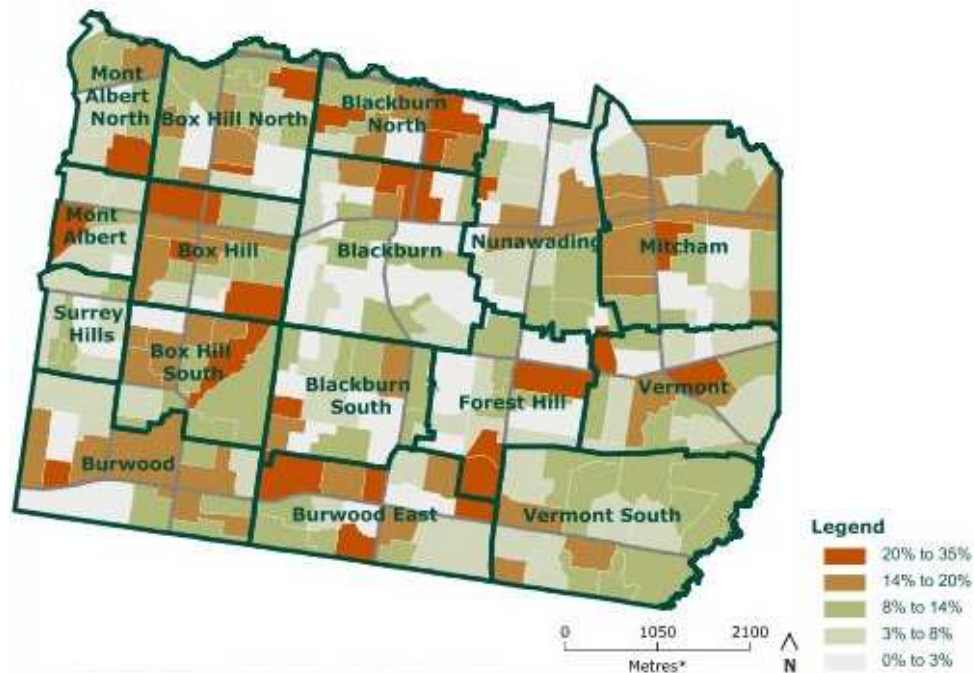 Mont
Albert
North
Box Hill North
Blackburn
North
Mont
Albert
Box Hill
Blackburn
Nunawading
Mitcham
Surrey
Hills
Box Hill
South
Blackburn
South
Forest Hill
Vermont
Burwood
Burwood East
Vermont South
Legend
20% to 35%
14% to 20%
8% to 14%
3% to 8%
0% to 3%
0 1050 2100
Metres*
N